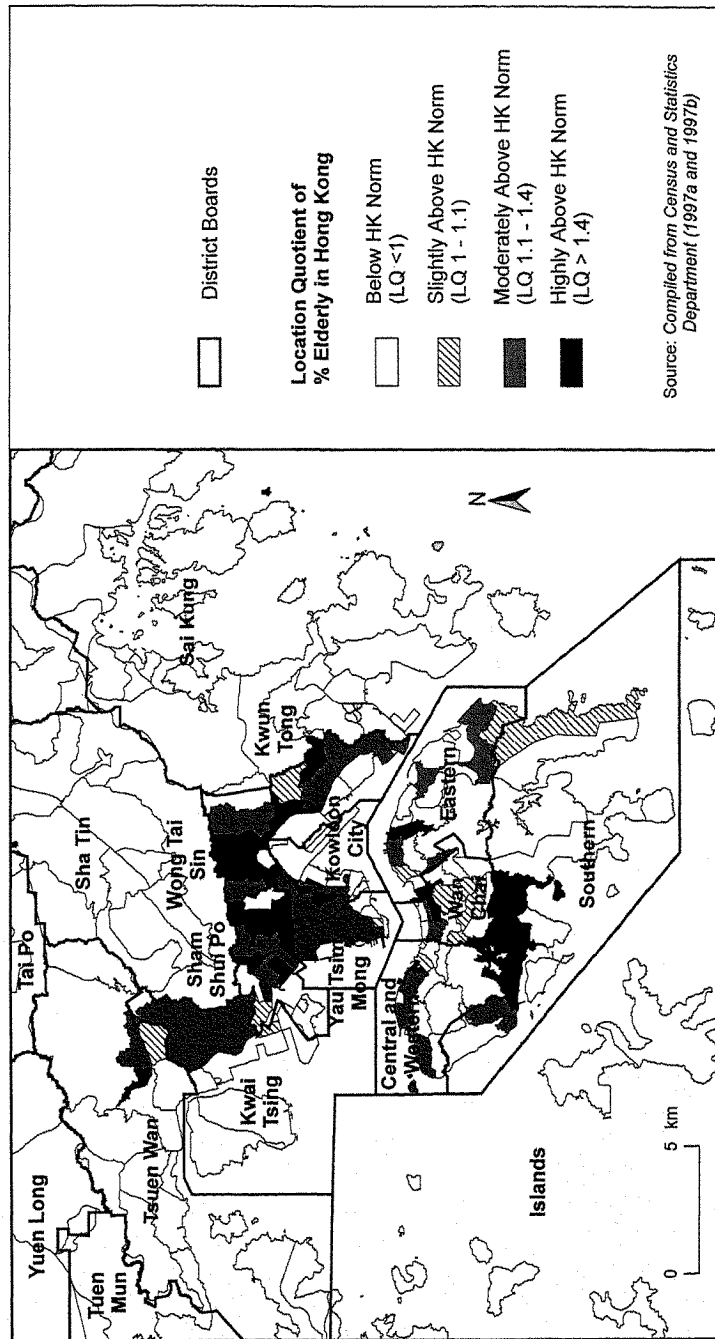 Yuen Long
Tai Po
Tuen
Mun
Tsuen Wan
Sha Tin
Wong Tai
Sin
Sham
Shui Po
Sai Kung
Kwai
Tsing
Kwun
Tong
Kowloon
City
Yau Tsim
Mong
Central and
Western
Wan
Chai
Eastern
Southern
Islands
N
0 5 km
District Boards
Location Quotient of
% Elderly in Hong Kong
Below HK Norm
(LQ <1)
Slightly Above HK Norm
(LQ 1 - 1.1)
Moderately Above HK Norm
(LQ 1.1 - 1.4)
Highly Above HK Norm
(LQ > 1.4)
Source: Compiled from Census and Statistics
Department (1997a and 1997b)